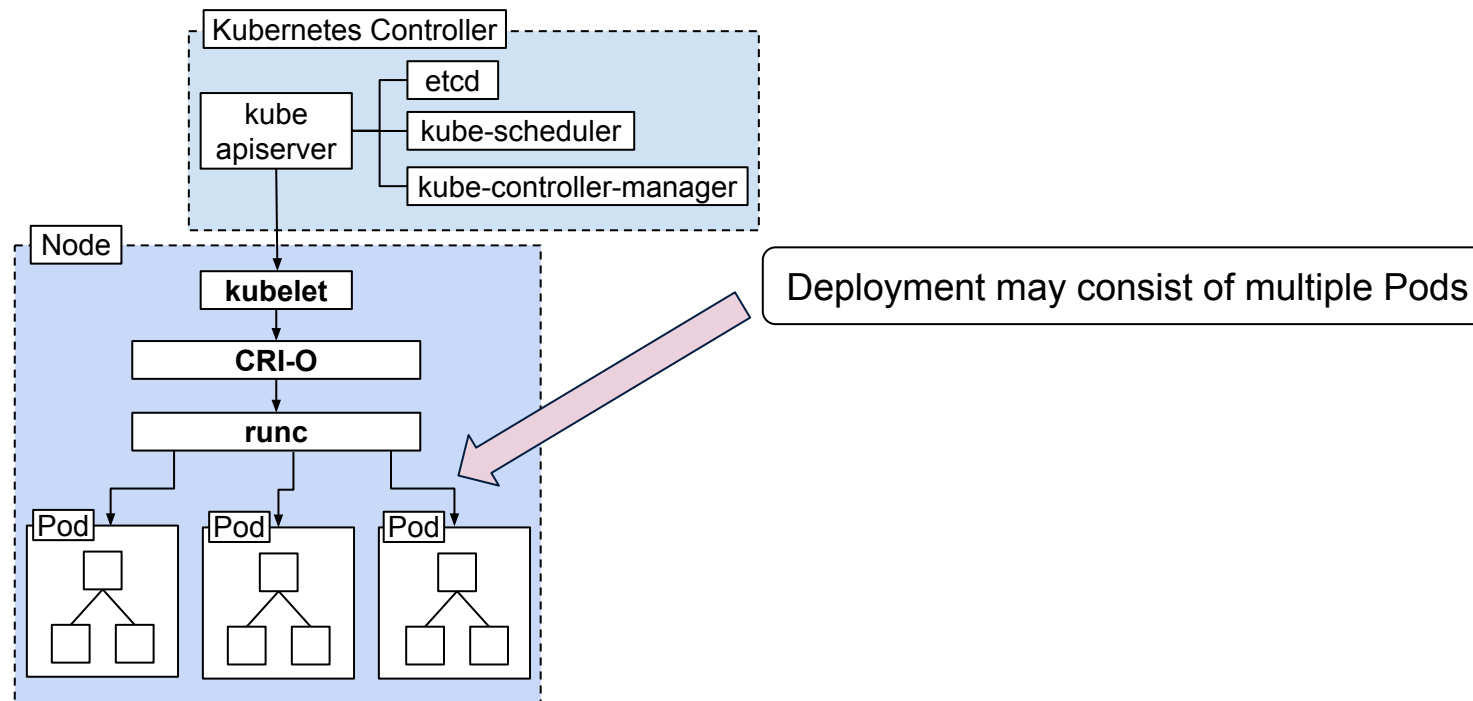 Kubernetes Controller
etcd
kube
apiserver
kube-scheduler
kube-controller-manager
Node
kubelet
Deployment may consist of multiple Pods
CRI-O
runc
Pod
Pod
Pod